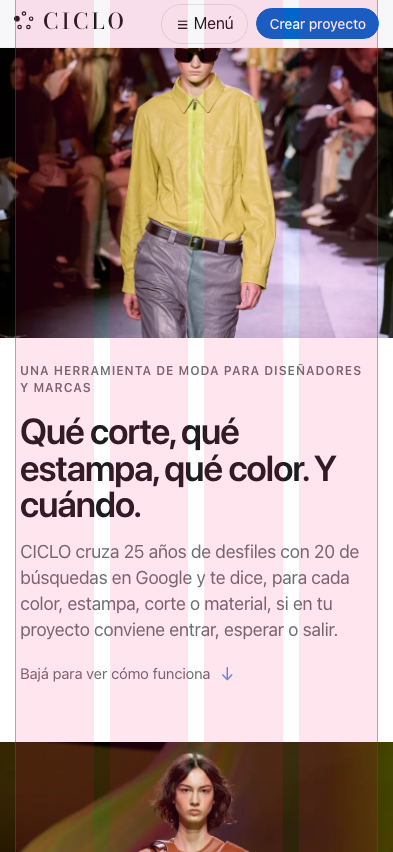 CICLO
Menú
Crear proyecto
UNA HERRAMIENTA DE MODA PARA DISEÑADORES
Y MARCAS
Qué corte, qué
estampa, qué color. Y
cuándo.
CICLO cruza 25 años de desfiles con 20 de
búsquedas en Google y te dice, para cada
color, estampa, corte o material, si en tu
proyecto conviene entrar, esperar o salir.
Bajá para ver cómo funciona ↓